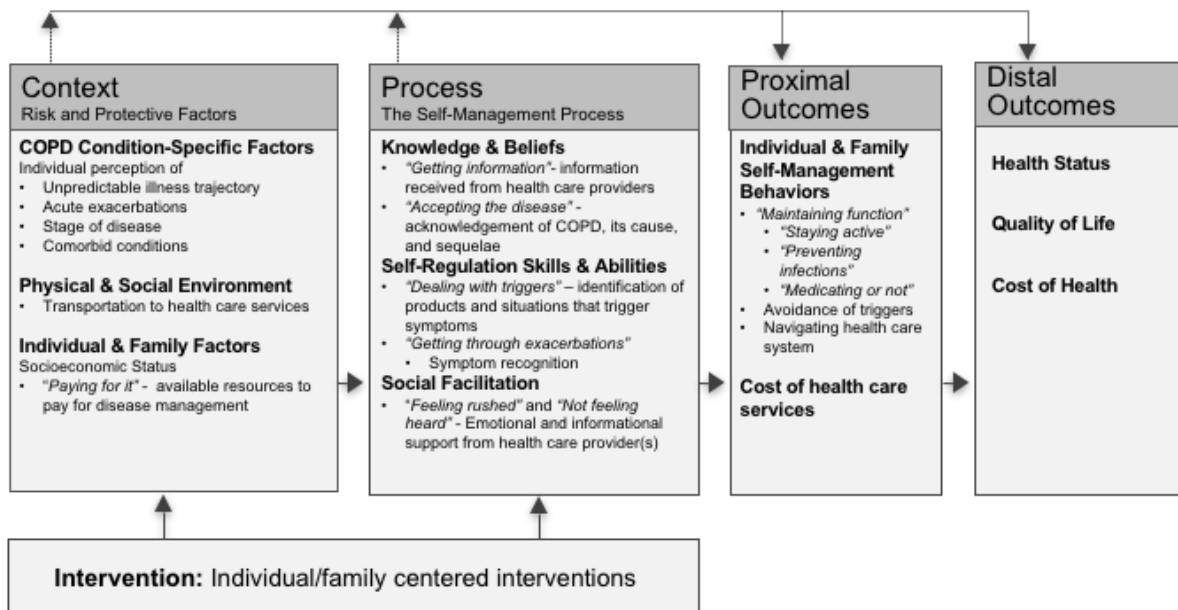 Context
Risk and Protective Factors
COPD Condition-Specific Factors
Individual perception of
• Unpredictable illness trajectory
• Acute exacerbations
• Stage of disease
• Comorbid conditions
Physical & Social Environment
• Transportation to health care services
Individual & Family Factors
Socioeconomic Status
• "Paying for it" - available resources to
pay for disease management
Process
The Self-Management Process
Knowledge & Beliefs
• "Getting information"- information
received from health care providers
• "Accepting the disease" -
acknowledgement of COPD, its cause,
and sequelae
Self-Regulation Skills & Abilities
• "Dealing with triggers" – identification of
products and situations that trigger
symptoms
• "Getting through exacerbations"
• Symptom recognition
Social Facilitation
• "Feeling rushed" and "Not feeling
heard" - Emotional and informational
support from health care provider(s)
Proximal
Outcomes
Individual & Family
Self-Management
Behaviors
• "Maintaining function"
• "Staying active"
• "Preventing
infections"
• "Medicating or not"
• Avoidance of triggers
• Navigating health care
system
Cost of health care
services
Distal
Outcomes
Health Status
Quality of Life
Cost of Health
Intervention: Individual/family centered interventions